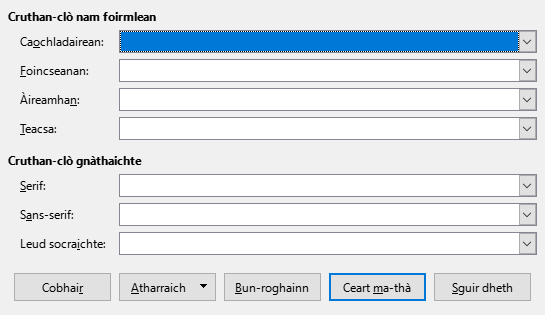 Cruthan-clò nam foirmlean
Caochladairean:
Foincseanan:
Àireamhan:
Teacsa:
Cruthan-clò gnàthaichte
Serif:
Sans-serif:
Leud socraichte:
Cobhair Atharraich Bun-roghainn Ceart ma-thà Sguir dheth